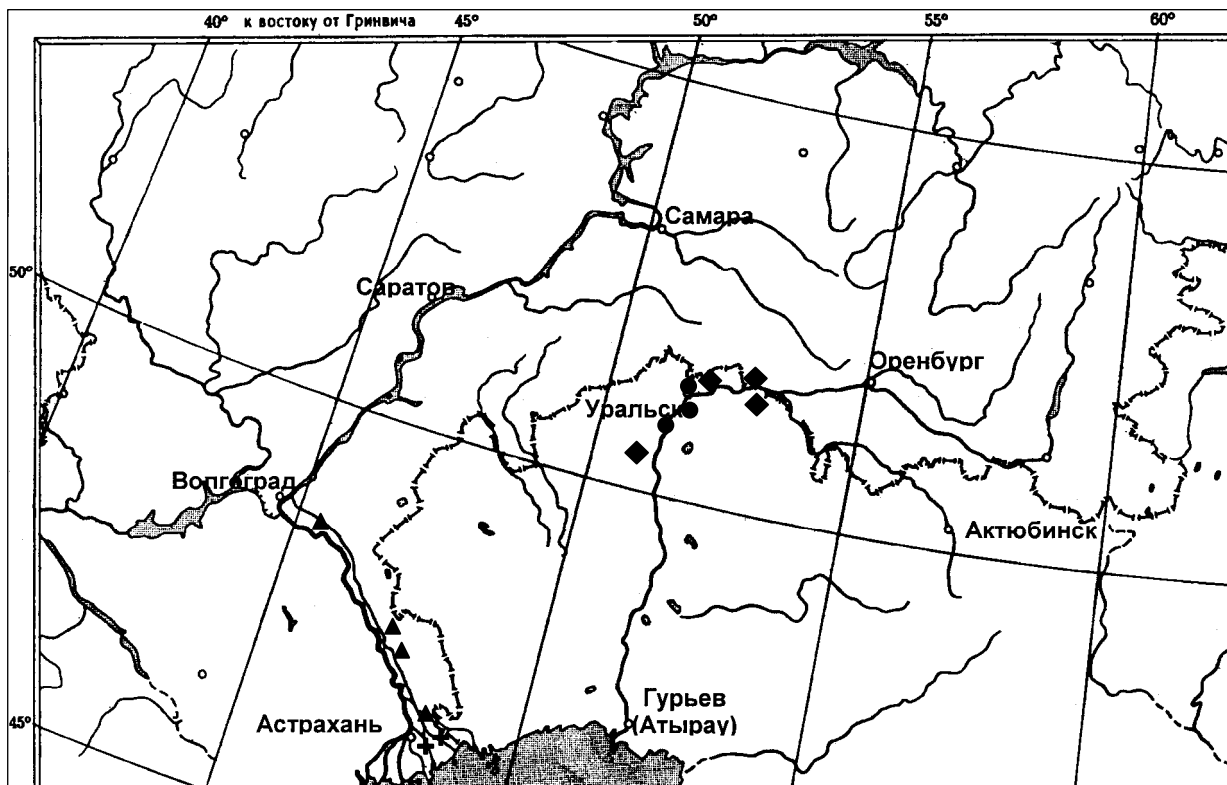 40° к востоку от Гринвича 45° 50° 55° 60°
Самара
50°
Саратов
Оренбург
Уральск
Волгоград
Актюбинск
Гурьев
(Атырау)
Астрахань
45°